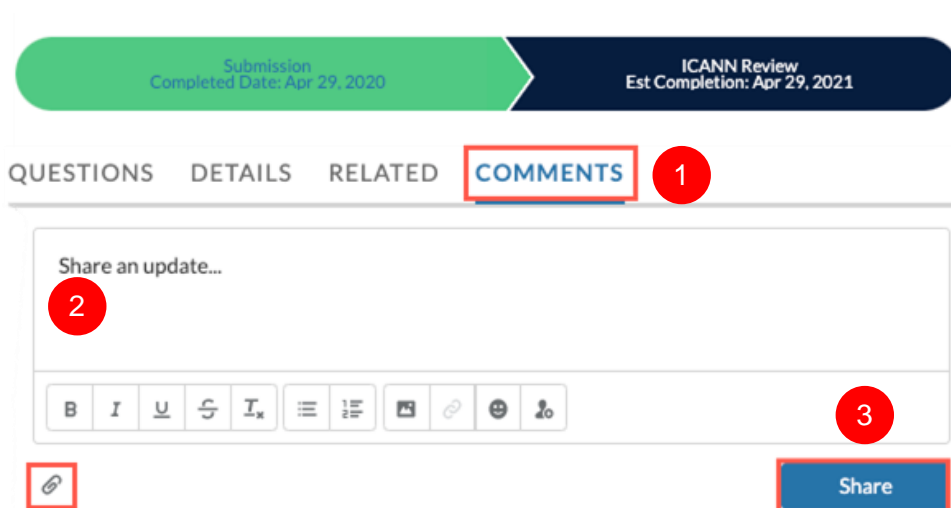 Submission
Completed Date: Apr 29, 2020
ICANN Review
Est Completion: Apr 29, 2021
QUESTIONS DETAILS RELATED COMMENTS 1
Share an update...
2
B I U S Tx
3
Share